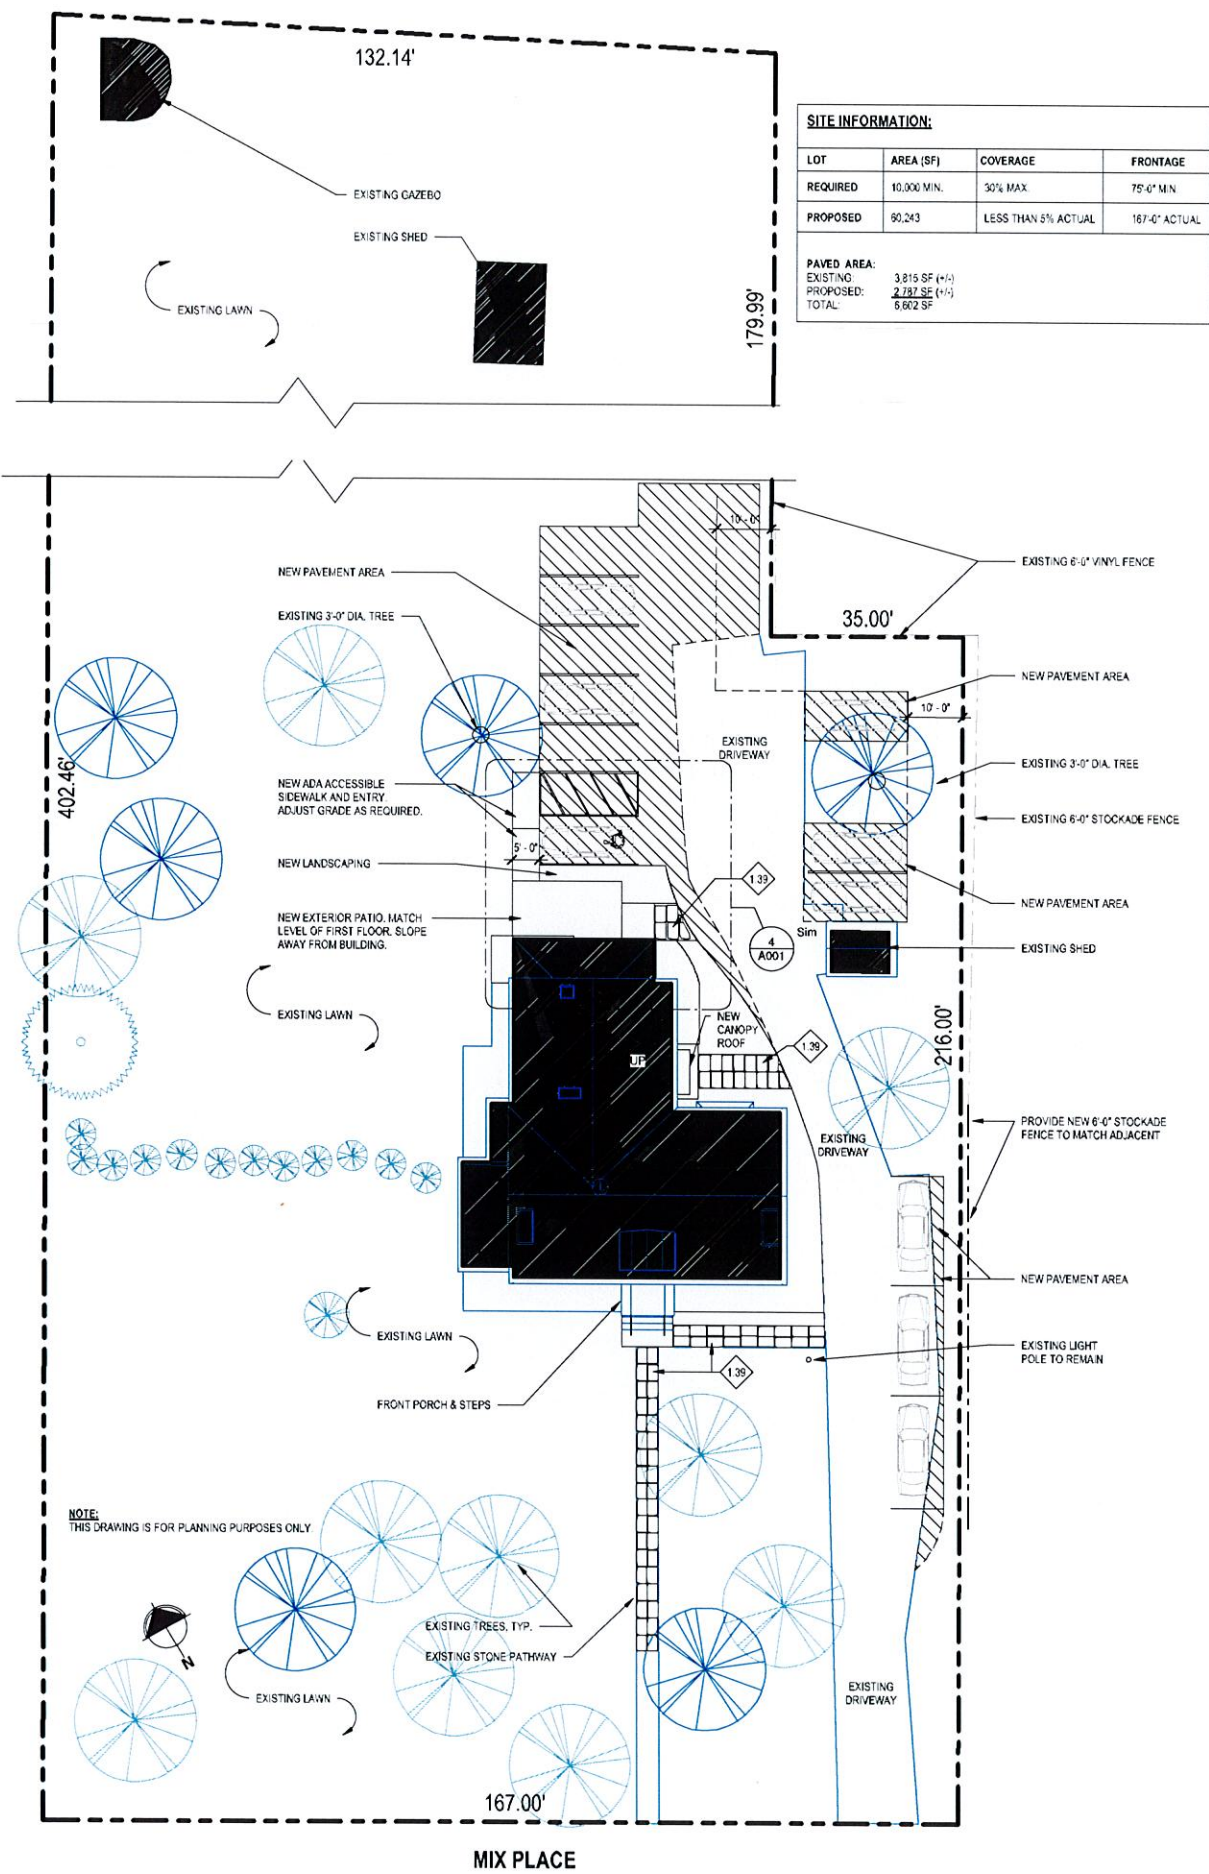 132.14'
SITE INFORMATION:
LOT AREA (SF) COVERAGE FRONTAGE
REQUIRED 10,000 MIN. 30% MAX 75'-0" MIN
PROPOSED 60,243 LESS THAN 5% ACTUAL 167'-0" ACTUAL
PAVED AREA:
EXISTING: 3,815 SF (+/-)
PROPOSED: 2,787 SF (+/-)
TOTAL: 6,602 SF
EXISTING GAZEBO
EXISTING SHED
EXISTING LAWN
179.99'
10'-0"
EXISTING 6'-0" VINYL FENCE
NEW PAVEMENT AREA
EXISTING 3'-0" DIA. TREE
35.00'
NEW PAVEMENT AREA
10'-0"
EXISTING
DRIVEWAY
EXISTING 3'-0" DIA. TREE
402.46'
NEW ADA ACCESSIBLE
SIDEWALK AND ENTRY.
ADJUST GRADE AS REQUIRED.
EXISTING 6'-0" STOCKADE FENCE
5'-0"
NEW LANDSCAPING
1.39
NEW PAVEMENT AREA
NEW EXTERIOR PATIO. MATCH
LEVEL OF FIRST FLOOR. SLOPE
AWAY FROM BUILDING.
4
A001
Sim
EXISTING SHED
EXISTING LAWN
NEW
CANOPY
ROOF
1.39
UP
216.00'
PROVIDE NEW 6'-0" STOCKADE
FENCE TO MATCH ADJACENT
EXISTING
DRIVEWAY
NEW PAVEMENT AREA
EXISTING LAWN
EXISTING LIGHT
POLE TO REMAIN
1.39
FRONT PORCH & STEPS
NOTE:
THIS DRAWING IS FOR PLANNING PURPOSES ONLY.
EXISTING TREES, TYP.
EXISTING STONE PATHWAY
N
EXISTING LAWN
EXISTING
DRIVEWAY
167.00'
MIX PLACE